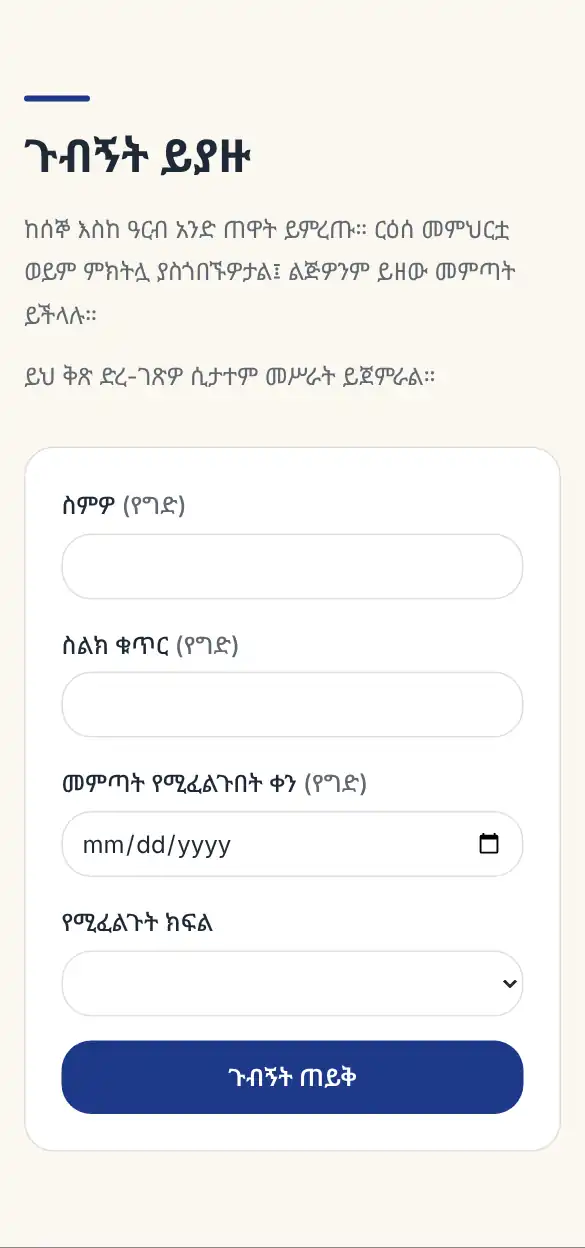 ጉብኝት ይያዙ
ከሰኞ እስከ ዓርብ አንድ ጠዋት ይምረጡ። ርዕሰ መምህርቷ
ወይም ምክትሏ ያስጎበኙዎታል፤ ልጅዎንም ይዘው መምጣት
ይችላሉ።
ይህ ቅጽ ድረ-ገጽዎ ሲታተም መሥራት ይጀምራል።
ስምዎ (የግድ)
ስልክ ቁጥር (የግድ)
መምጣት የሚፈልጉበት ቀን (የግድ)
mm/dd/yyyy
የሚፈልጉት ክፍል
ጉብኝት ጠይቅ